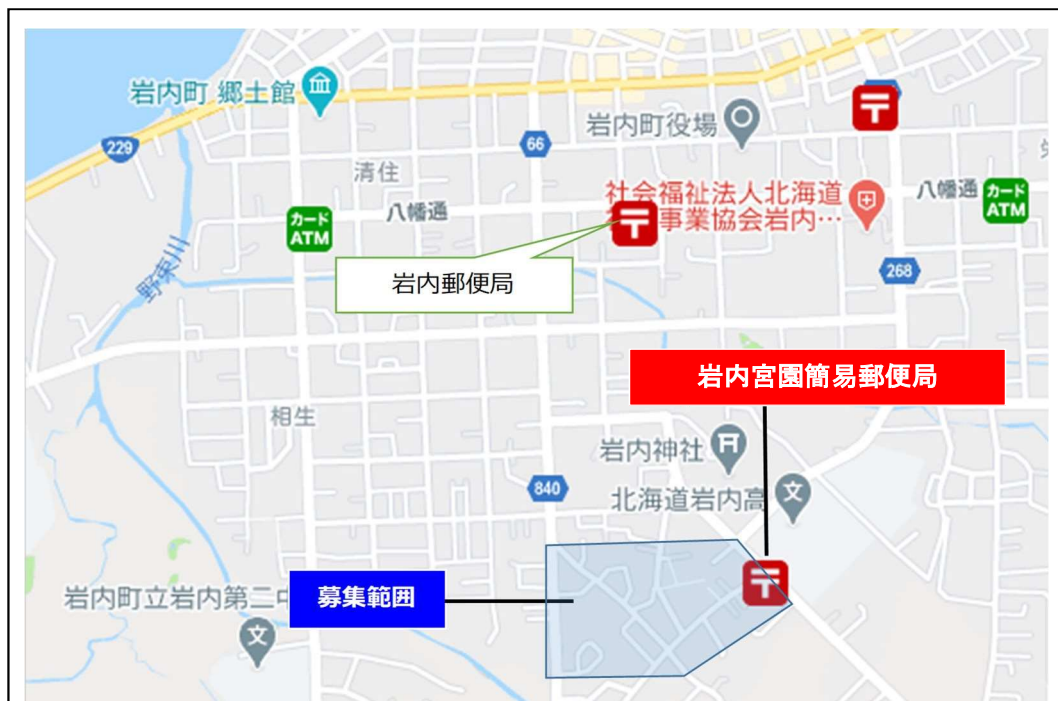 岩内町 郷土館
岩内町役場
229
66
清住
社会福祉法人北海道
事業協会岩内…
八幡通
カード
ATM
八幡通
カード
ATM
野束川
岩内郵便局
268
岩内宮園簡易郵便局
相生
岩内神社
840
北海道岩内高
募集範囲
岩内町立岩内第二中